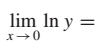 lim ln y =
x→0